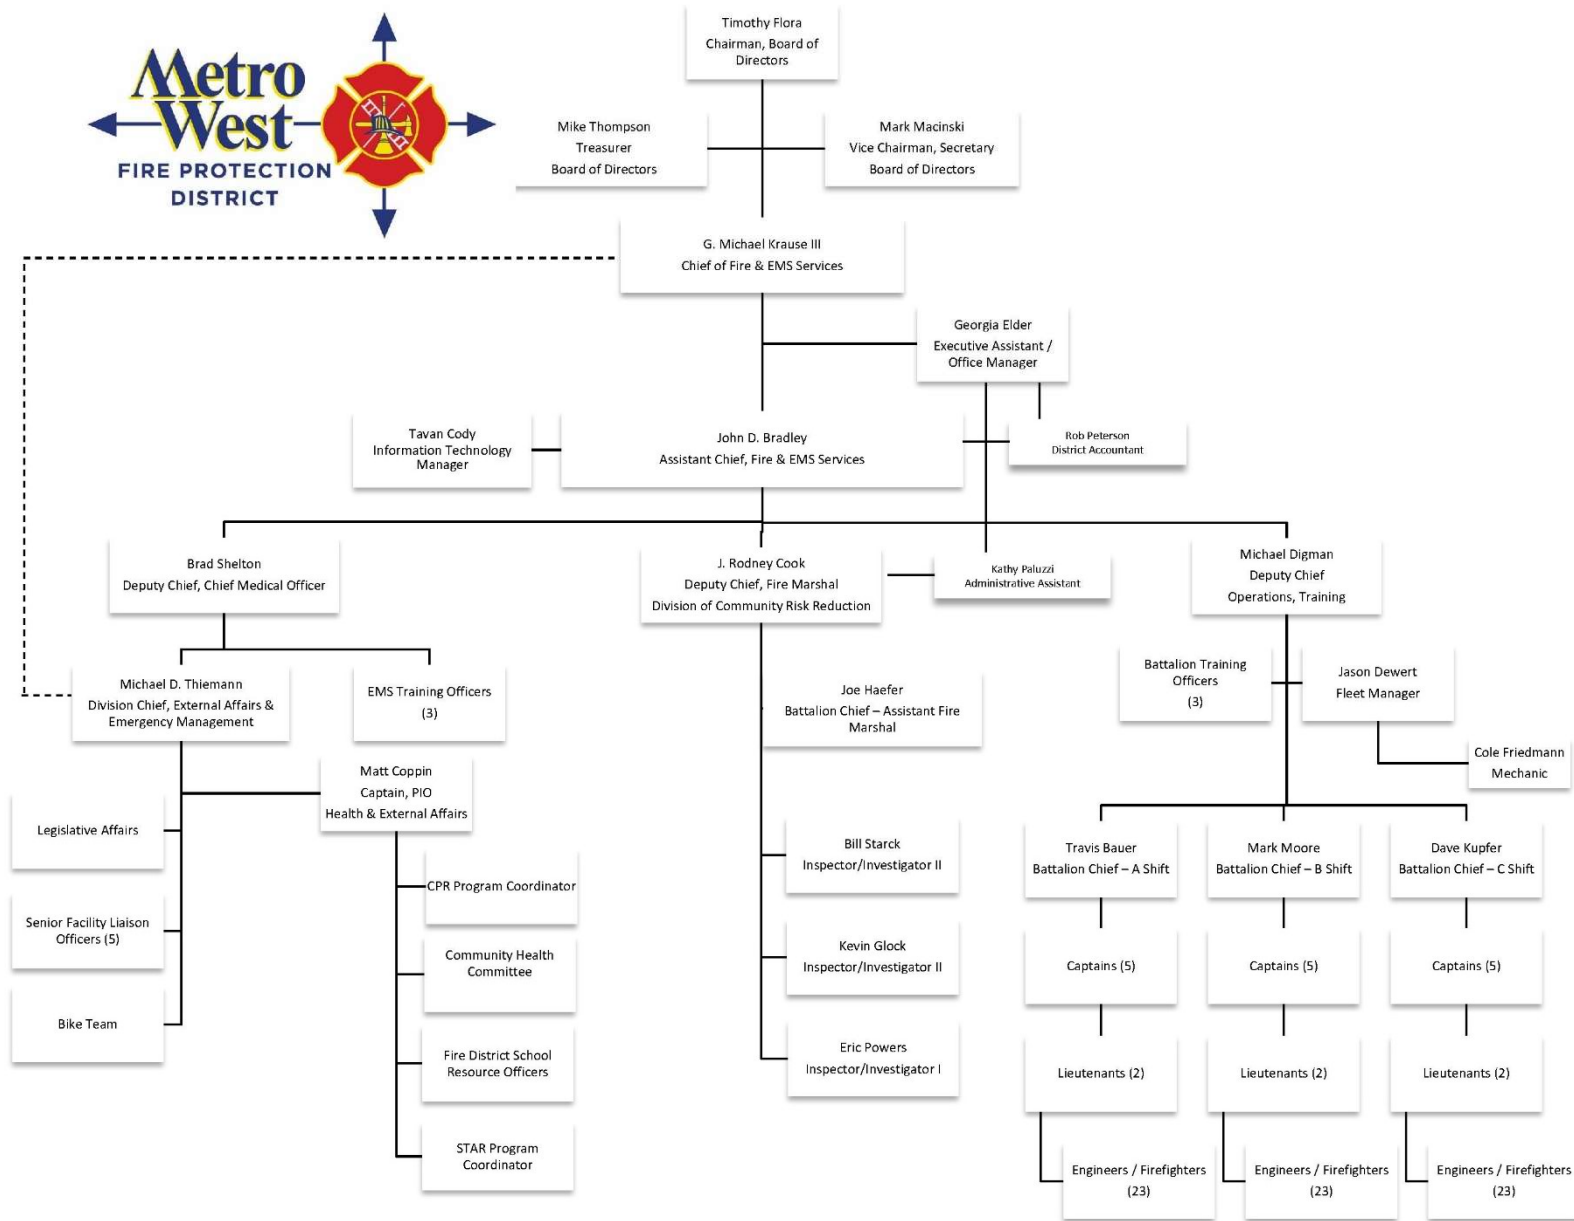 Timothy Flora
Chairman, Board of
Directors
Metro
West
FIRE PROTECTION
DISTRICT
Mike Thompson
Treasurer
Board of Directors
Mark Macinski
Vice Chairman, Secretary
Board of Directors
G. Michael Krause III
Chief of Fire & EMS Services
Georgia Elder
Executive Assistant /
Office Manager
Tavan Cody
Information Technology
Manager
John D. Bradley
Assistant Chief, Fire & EMS Services
Rob Peterson
District Accountant
Brad Shelton
Deputy Chief, Chief Medical Officer
J. Rodney Cook
Deputy Chief, Fire Marshal
Division of Community Risk Reduction
Kathy Paluzzi
Administrative Assistant
Michael Digman
Deputy Chief
Operations, Training
Michael D. Thiemann
Division Chief, External Affairs &
Emergency Management
EMS Training Officers
(3)
Joe Haefer
Battalion Chief – Assistant Fire
Marshal
Battalion Training
Officers
(3)
Jason Dewert
Fleet Manager
Cole Friedmann
Mechanic
Matt Coppin
Captain, PIO
Health & External Affairs
Legislative Affairs
Senior Facility Liaison
Officers (5)
Bike Team
CPR Program Coordinator
Community Health
Committee
Fire District School
Resource Officers
STAR Program
Coordinator
Bill Starck
Inspector/Investigator II
Kevin Glock
Inspector/Investigator II
Eric Powers
Inspector/Investigator I
Travis Bauer
Battalion Chief – A Shift
Mark Moore
Battalion Chief – B Shift
Dave Kupfer
Battalion Chief – C Shift
Captains (5)
Captains (5)
Captains (5)
Lieutenants (2)
Lieutenants (2)
Lieutenants (2)
Engineers / Firefighters
(23)
Engineers / Firefighters
(23)
Engineers / Firefighters
(23)